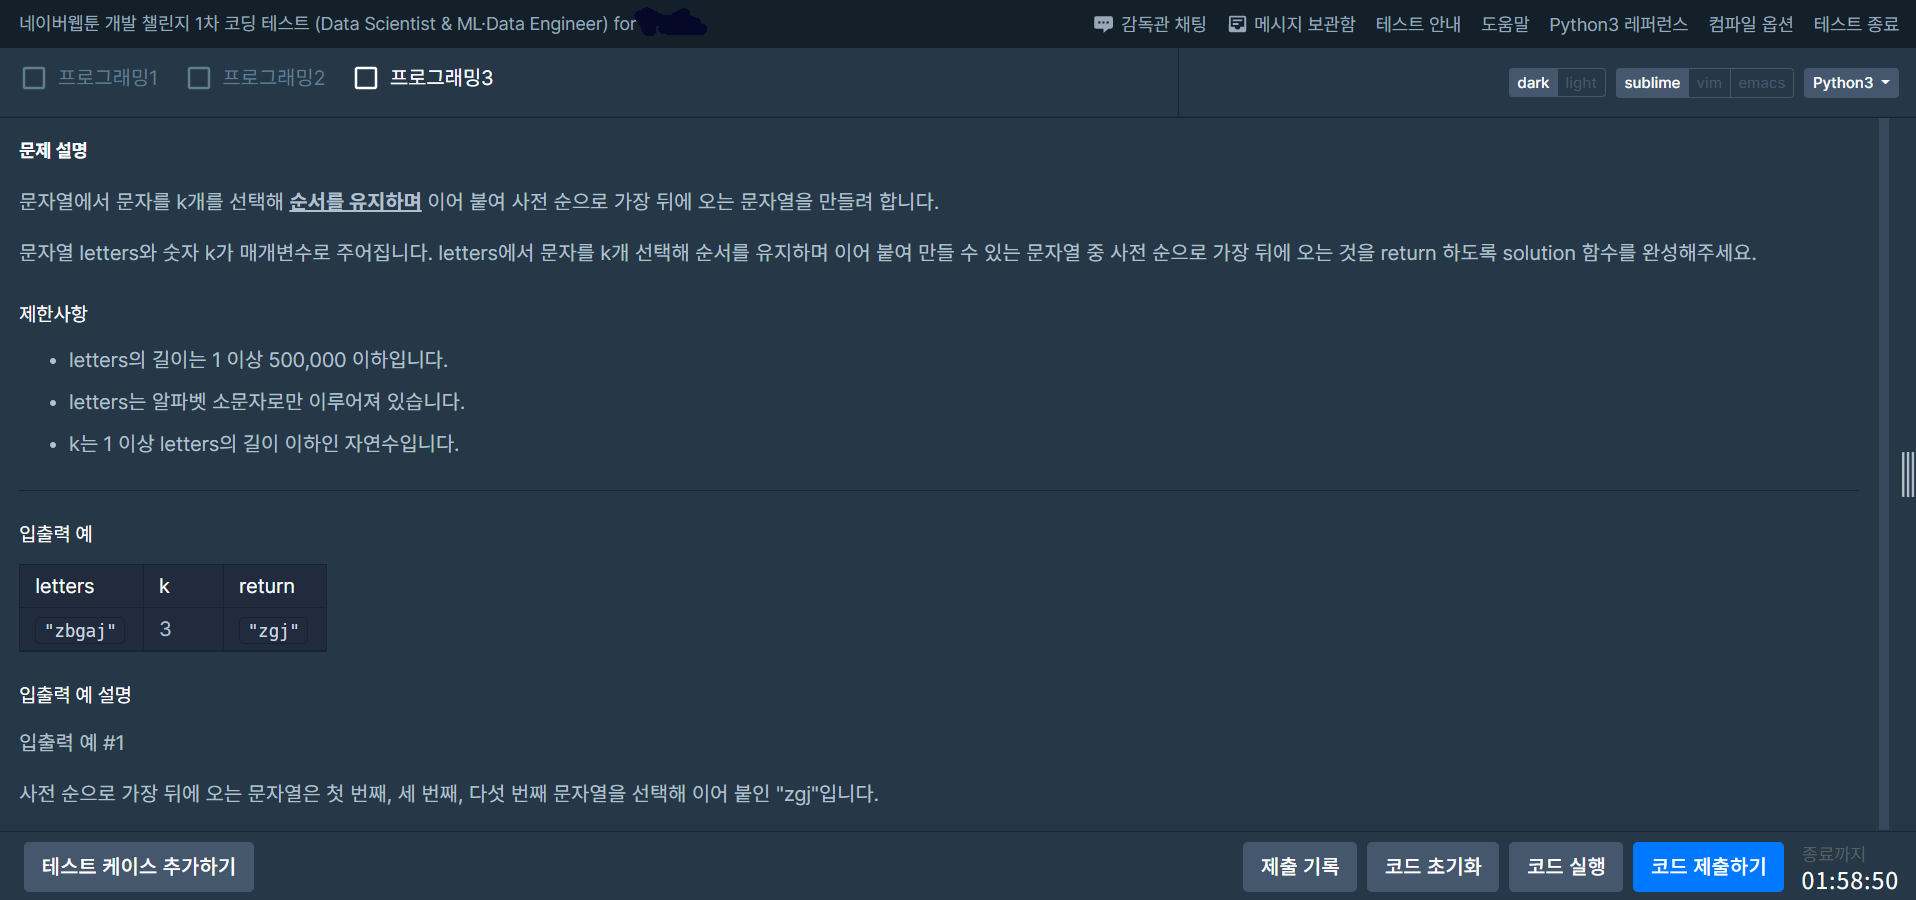 네이버웹툰 개발 챌린지 1차 코딩 테스트 (Data Scientist & ML·Data Engineer) for
감독관 채팅 메시지 보관함 테스트 안내 도움말 Python3 레퍼런스 컴파일 옵션 테스트 종료
프로그래밍1 프로그래밍2 프로그래밍3
dark light sublime vim emacs Python3
문제 설명
문자열에서 문자를 k개를 선택해 순서를 유지하며 이어 붙여 사전 순으로 가장 뒤에 오는 문자열을 만들려 합니다.
문자열 letters와 숫자 k가 매개변수로 주어집니다. letters에서 문자를 k개 선택해 순서를 유지하며 이어 붙여 만들 수 있는 문자열 중 사전 순으로 가장 뒤에 오는 것을 return 하도록 solution 함수를 완성해주세요.
제한사항
• letters의 길이는 1 이상 500,000 이하입니다.
• letters는 알파벳 소문자로만 이루어져 있습니다.
• k는 1 이상 letters의 길이 이하인 자연수입니다.
입출력 예
letters k return
"zbgaj" 3 "zgj"
입출력 예 설명
입출력 예 #1
사전 순으로 가장 뒤에 오는 문자열은 첫 번째, 세 번째, 다섯 번째 문자열을 선택해 이어 붙인 "zgj"입니다.
테스트 케이스 추가하기 제출 기록 코드 초기화 코드 실행 코드 제출하기
종료까지
01:58:50